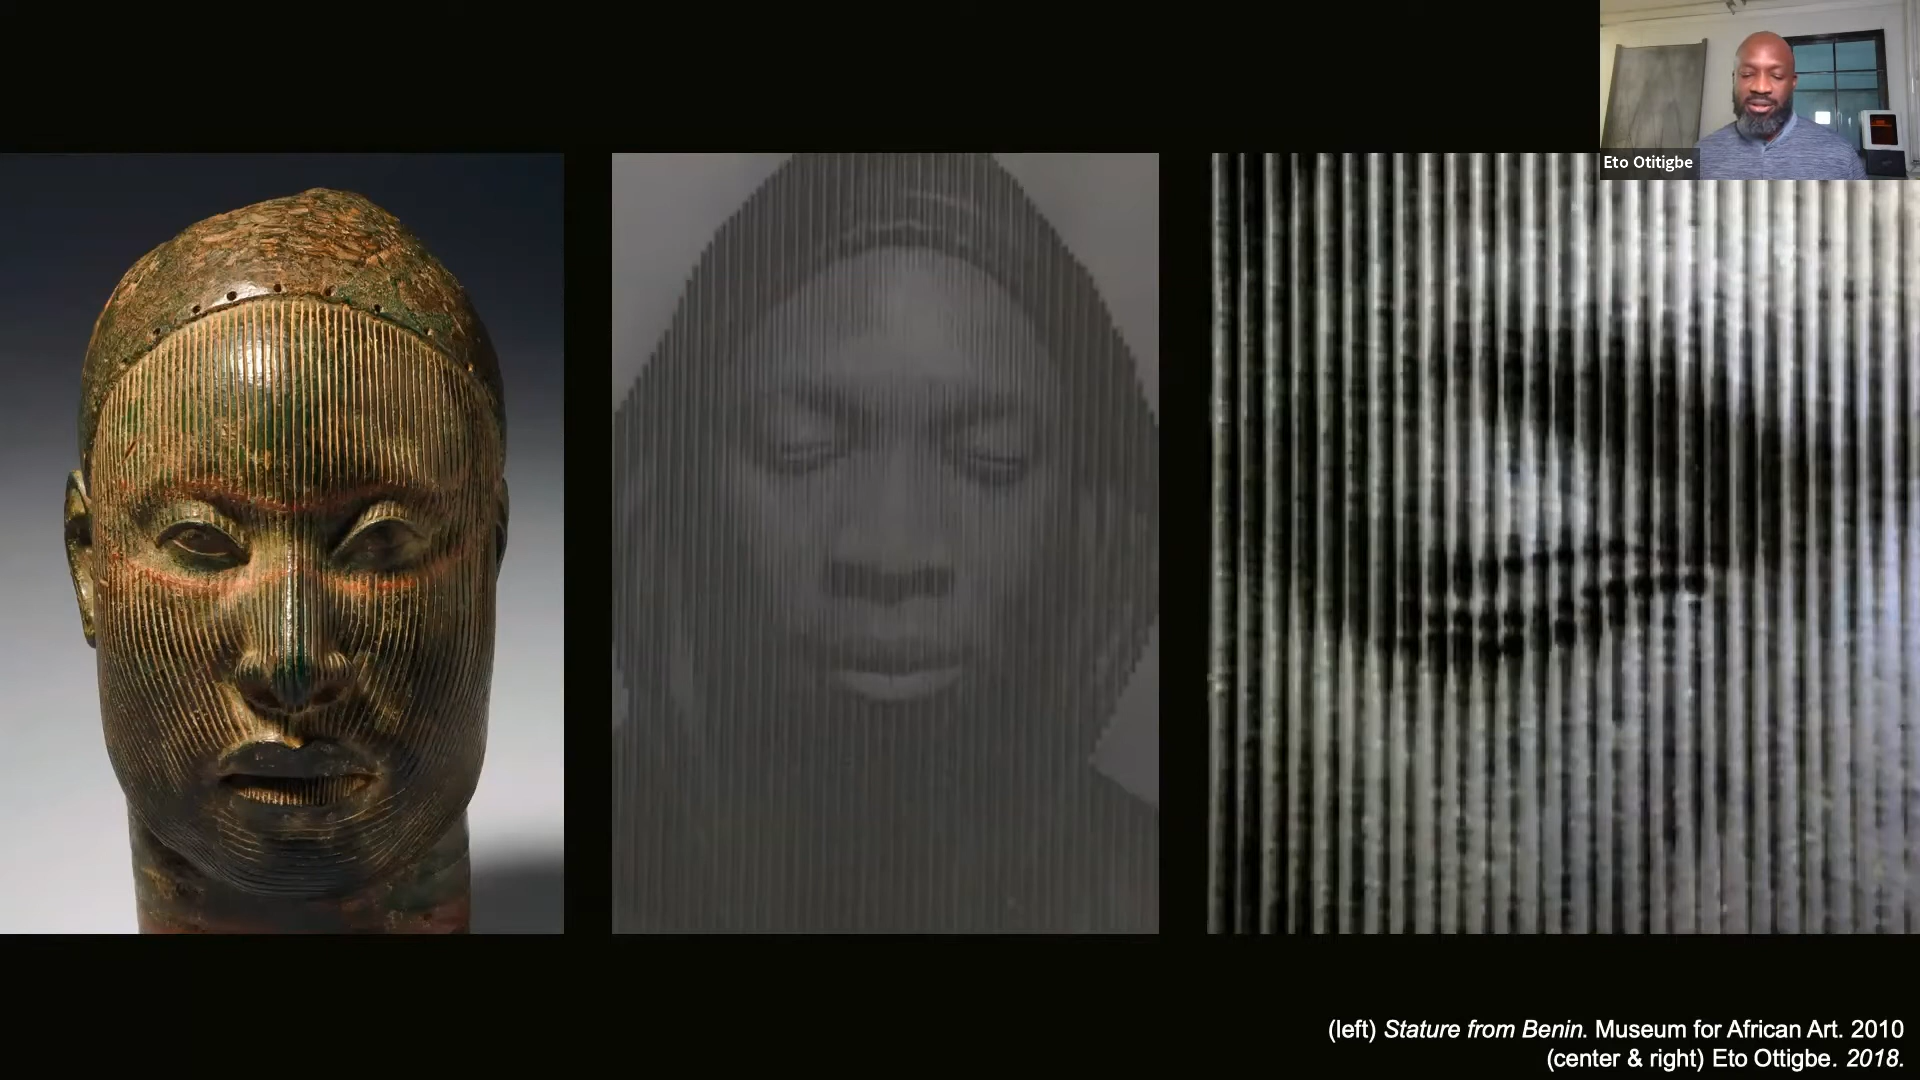 Eto Otitigbe
(left) Stature from Benin. Museum for African Art. 2010
(center & right) Eto Ottigbe. 2018.